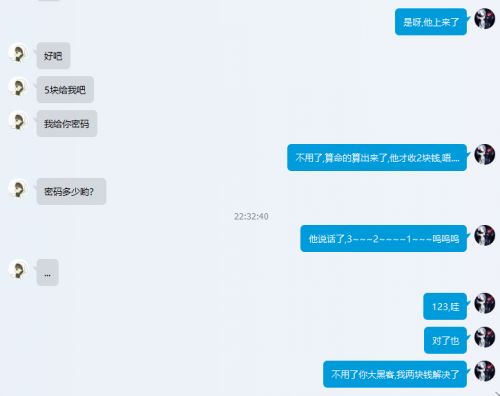 是呀,他上来了
好吧
5块给我吧
我给你密码
不用了,算命的算出来了,他才收2块钱,唔....
密码多少哟?
22:32:40
他说话了,3~~~2~~~~1~~~呜呜呜
...
123,哇
对了也
不用了你大黑客,我两块钱解决了